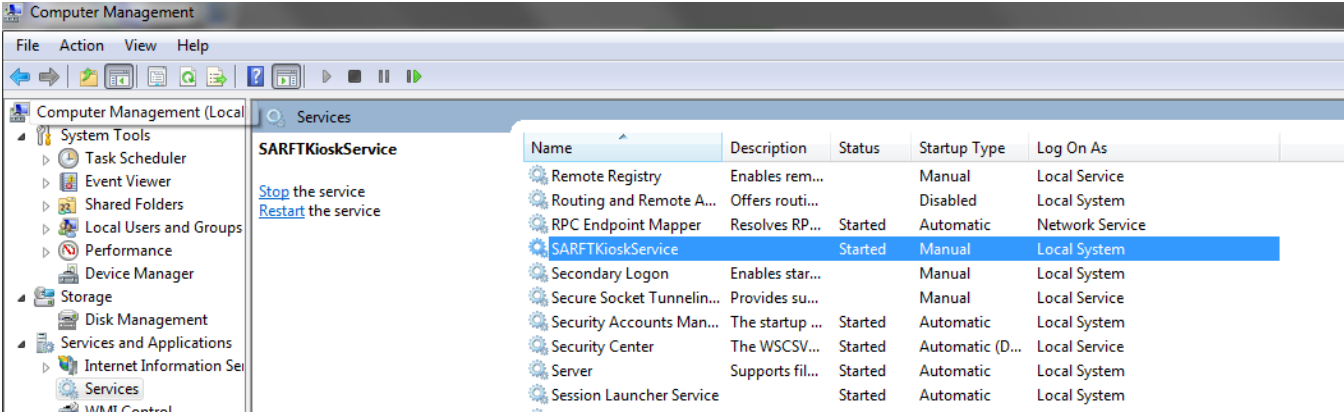 Computer Management
File Action View Help
Computer Management (Local
System Tools
Task Scheduler
Event Viewer
Shared Folders
Local Users and Groups
Performance
Device Manager
Storage
Disk Management
Services and Applications
Internet Information Ser
Services
WMI Control
Services
SARFTKioskService
Stop the service
Restart the service
Name Description Status Startup Type Log On As
Remote Registry Enables rem... Manual Local Service
Routing and Remote A... Offers routi... Disabled Local System
RPC Endpoint Mapper Resolves RP... Started Automatic Network Service
SARFTKioskService Started Manual Local System
Secondary Logon Enables star... Manual Local System
Secure Socket Tunnelin... Provides su... Manual Local Service
Security Accounts Man... The startup ... Started Automatic Local System
Security Center The WSCSV... Started Automatic (D... Local Service
Server Supports fil... Started Automatic Local System
Session Launcher Service Started Automatic Local System